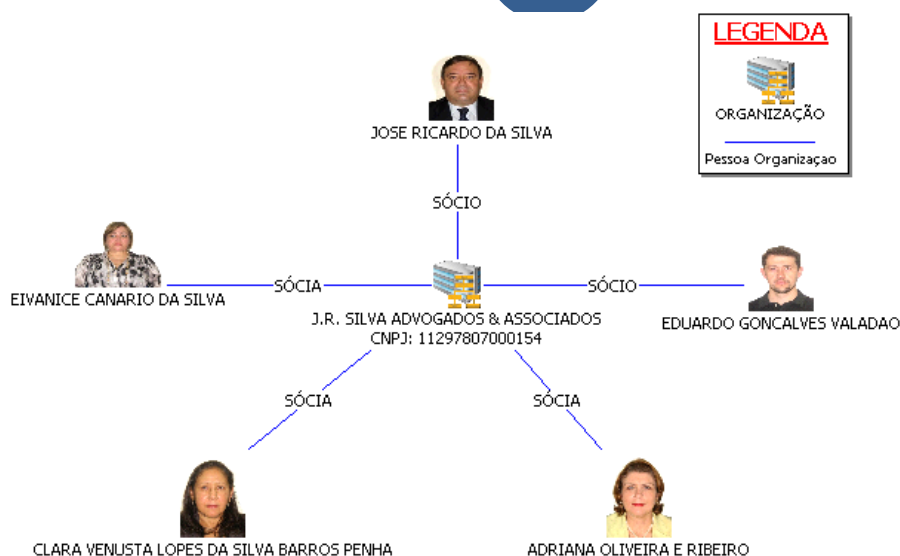 LEGENDA
ORGANIZAÇÃO
Pessoa Organizaçao
JOSE RICARDO DA SILVA
SÓCIO
EIVANICE CANARIO DA SILVA
SÓCIA
SÓCIO
EDUARDO GONCALVES VALADAO
J.R. SILVA ADVOGADOS & ASSOCIADOS
CNPJ: 11297807000154
SÓCIA
SÓCIA
CLARA VENUSTA LOPES DA SILVA BARROS PENHA
ADRIANA OLIVEIRA E RIBEIRO